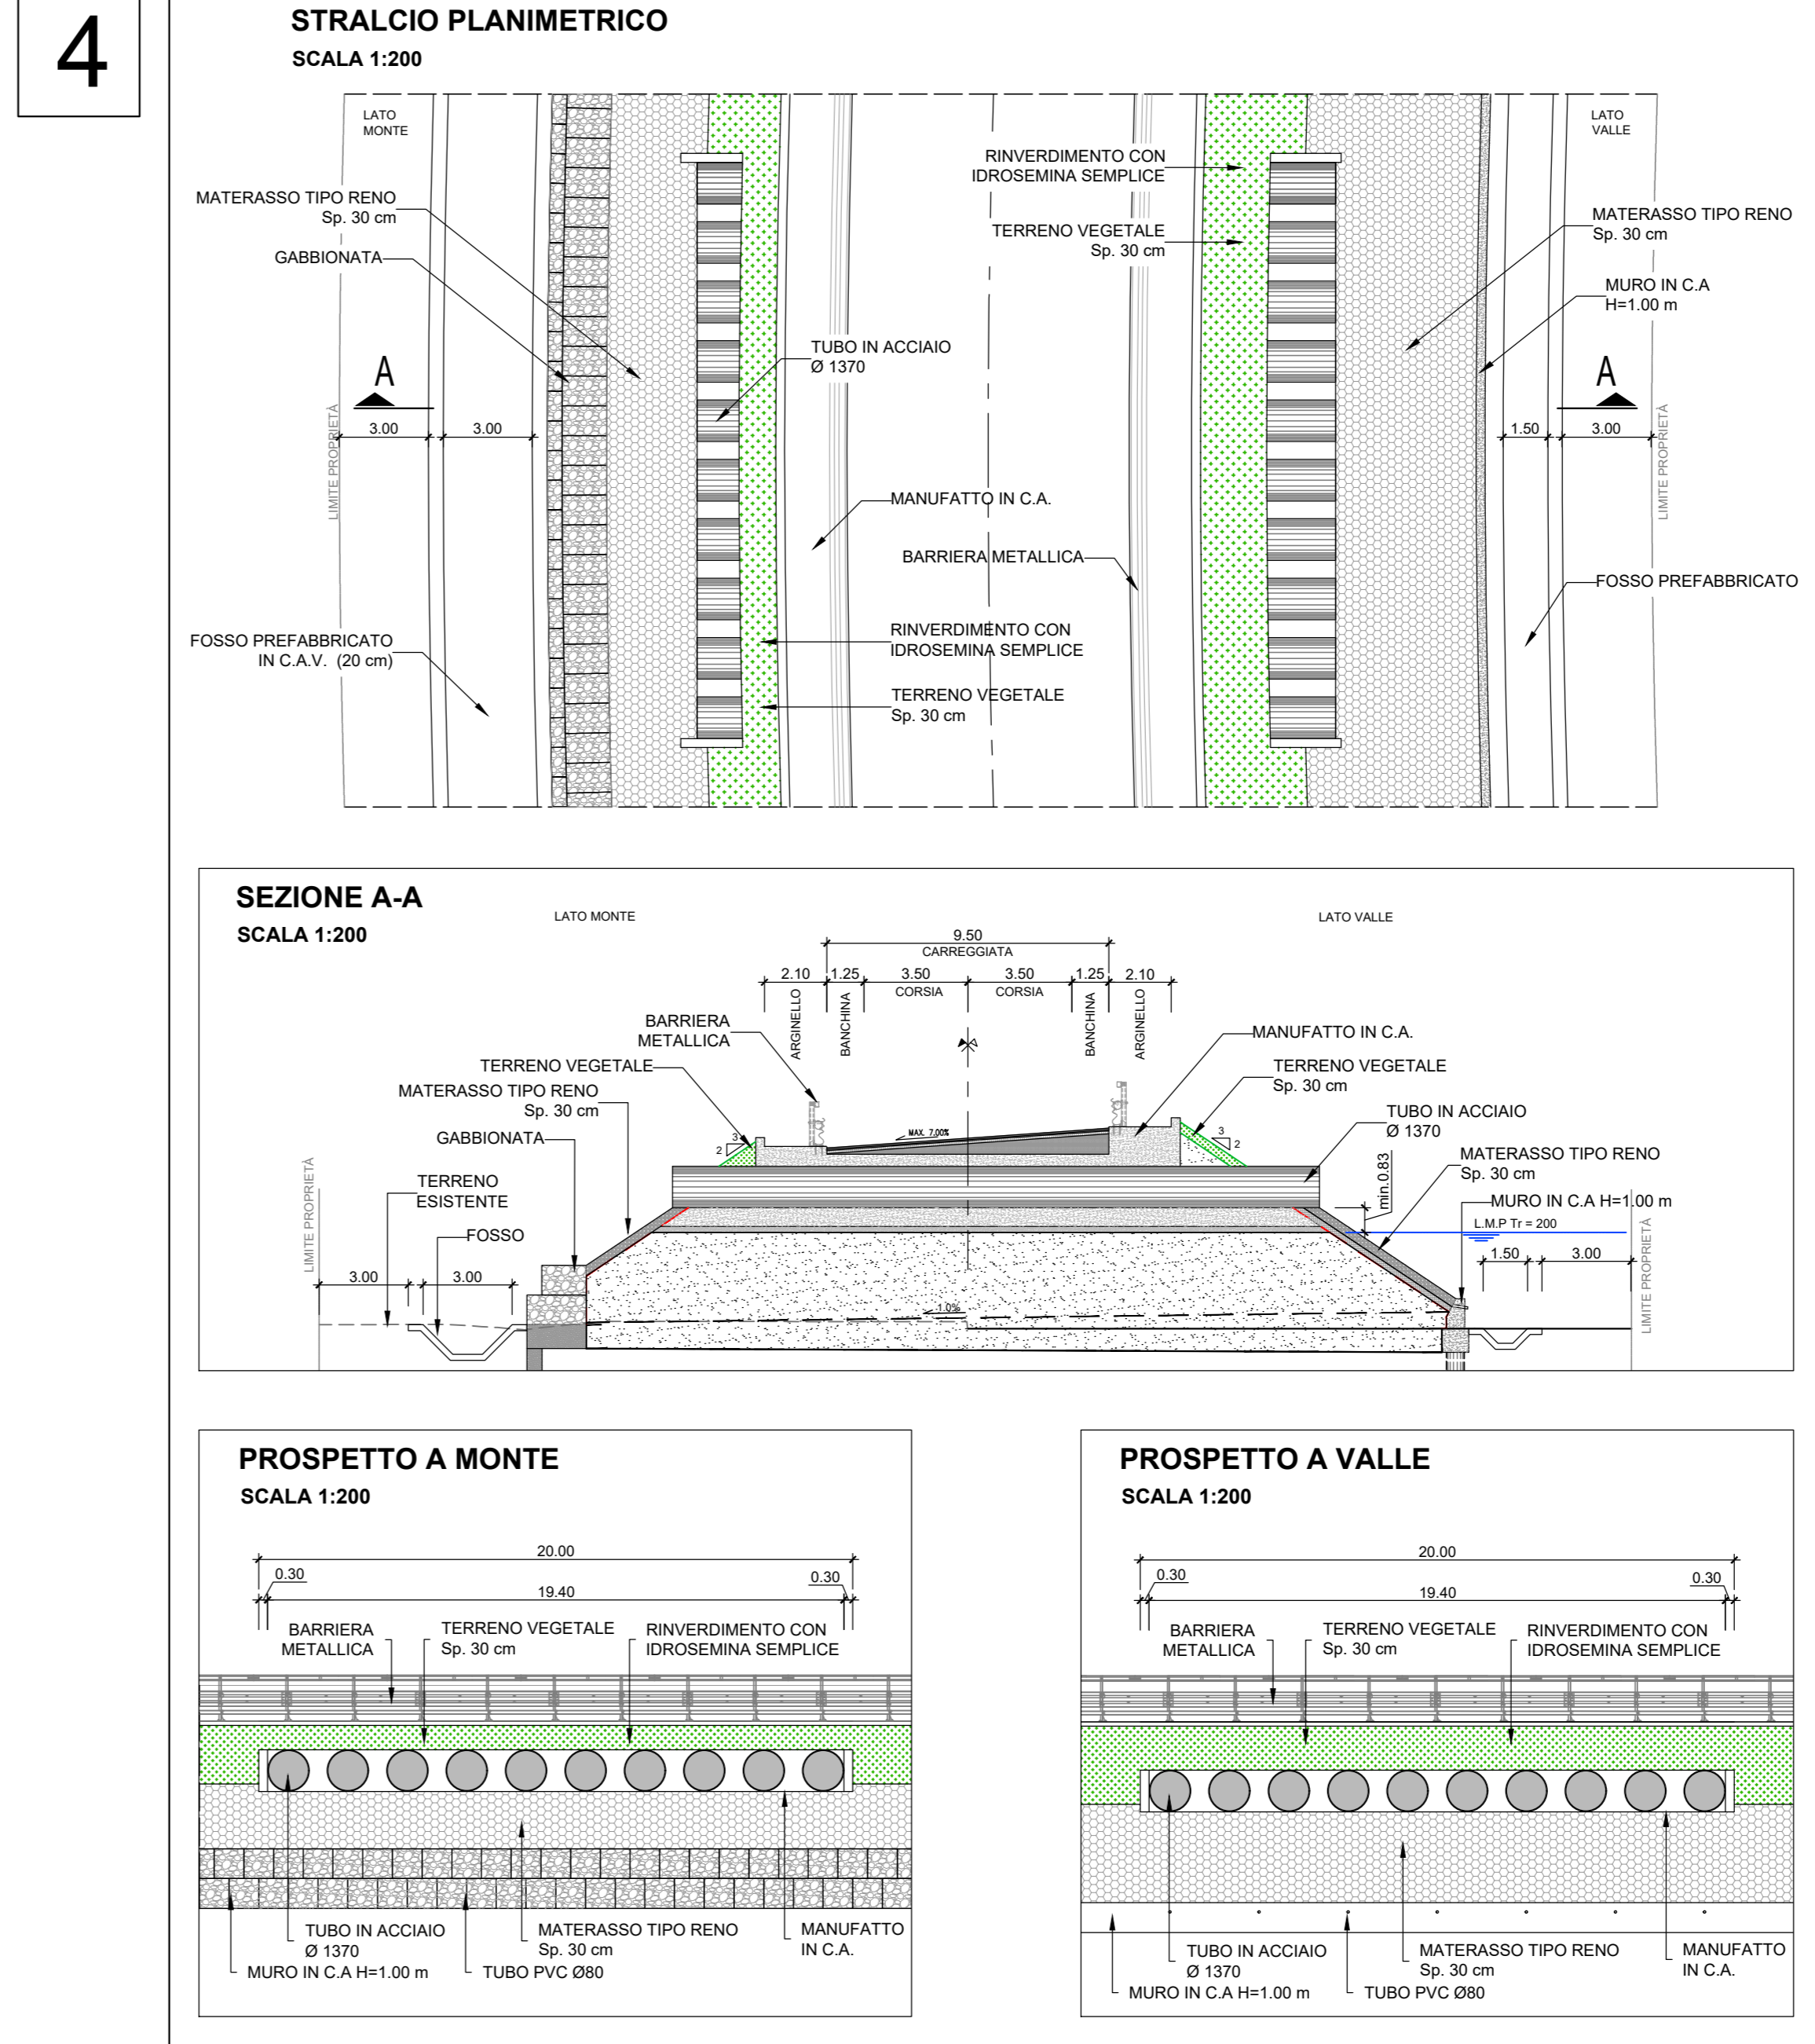 4
STRALCIO PLANIMETRICO
SCALA 1:200
LATO
MONTE
LATO
VALLE
RINVERDIMENTO CON
IDROSEMINA SEMPLICE
MATERASSO TIPO RENO
Sp. 30 cm
MATERASSO TIPO RENO
Sp. 30 cm
TERRENO VEGETALE
Sp. 30 cm
GABBIONATA
MURO IN C.A
H=1.00 m
TUBO IN ACCIAIO
Ø 1370
A
A
3.00
3.00
1.50
3.00
LIMITE PROPRIETÀ
LIMITE PROPRIETÀ
MANUFATTO IN C.A.
BARRIERA METALLICA
FOSSO PREFABBRICATO
RINVERDIMENTO CON
IDROSEMINA SEMPLICE
FOSSO PREFABBRICATO
IN C.A.V. (20 cm)
TERRENO VEGETALE
Sp. 30 cm
SEZIONE A-A
SCALA 1:200
LATO MONTE
LATO VALLE
9.50
CARREGGIATA
2.10
1.25
3.50
3.50
1.25
2.10
CORSIA
CORSIA
ARGINELLO
BANCHINA
BANCHINA
ARGINELLO
BARRIERA
METALLICA
MANUFATTO IN C.A.
TERRENO VEGETALE
TERRENO VEGETALE
Sp. 30 cm
MATERASSO TIPO RENO
Sp. 30 cm
TUBO IN ACCIAIO
Ø 1370
GABBIONATA
3
2
MAX. 7,00%
3
2
MATERASSO TIPO RENO
Sp. 30 cm
min.0.83
TERRENO
ESISTENTE
MURO IN C.A H=1.00 m
L.M.P Tr = 200
FOSSO
LIMITE PROPRIETÀ
LIMITE PROPRIETÀ
3.00
3.00
1.50
3.00
1.0%
PROSPETTO A MONTE
SCALA 1:200
20.00
0.30
0.30
19.40
BARRIERA
METALLICA
TERRENO VEGETALE
Sp. 30 cm
RINVERDIMENTO CON
IDROSEMINA SEMPLICE
TUBO IN ACCIAIO
Ø 1370
MATERASSO TIPO RENO
Sp. 30 cm
MANUFATTO
IN C.A.
MURO IN C.A H=1.00 m
TUBO PVC Ø80
PROSPETTO A VALLE
SCALA 1:200
20.00
0.30
0.30
19.40
BARRIERA
METALLICA
TERRENO VEGETALE
Sp. 30 cm
RINVERDIMENTO CON
IDROSEMINA SEMPLICE
TUBO IN ACCIAIO
Ø 1370
MATERASSO TIPO RENO
Sp. 30 cm
MANUFATTO
IN C.A.
MURO IN C.A H=1.00 m
TUBO PVC Ø80